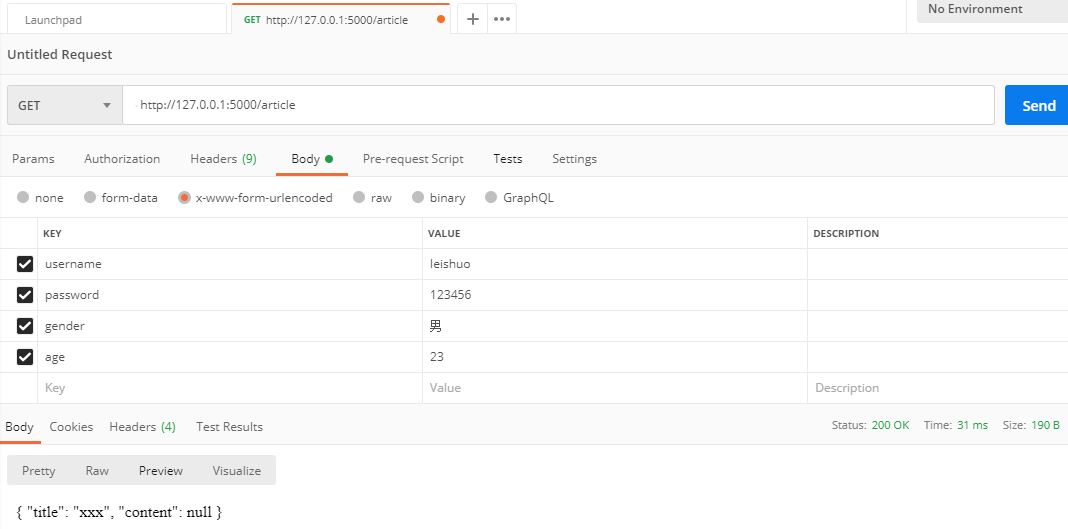 Launchpad GET http://127.0.0.1:5000/article No Environment
Untitled Request
GET http://127.0.0.1:5000/article Send
Params Authorization Headers (9) Body Pre-request Script Tests Settings
none form-data x-www-form-urlencoded raw binary GraphQL
KEY VALUE DESCRIPTION
username leishuo
password 123456
gender 男
age 23
Key Value Description
Body Cookies Headers (4) Test Results Status: 200 OK Time: 31 ms Size: 190 B
Pretty Raw Preview Visualize
{ "title": "xxx", "content": null }